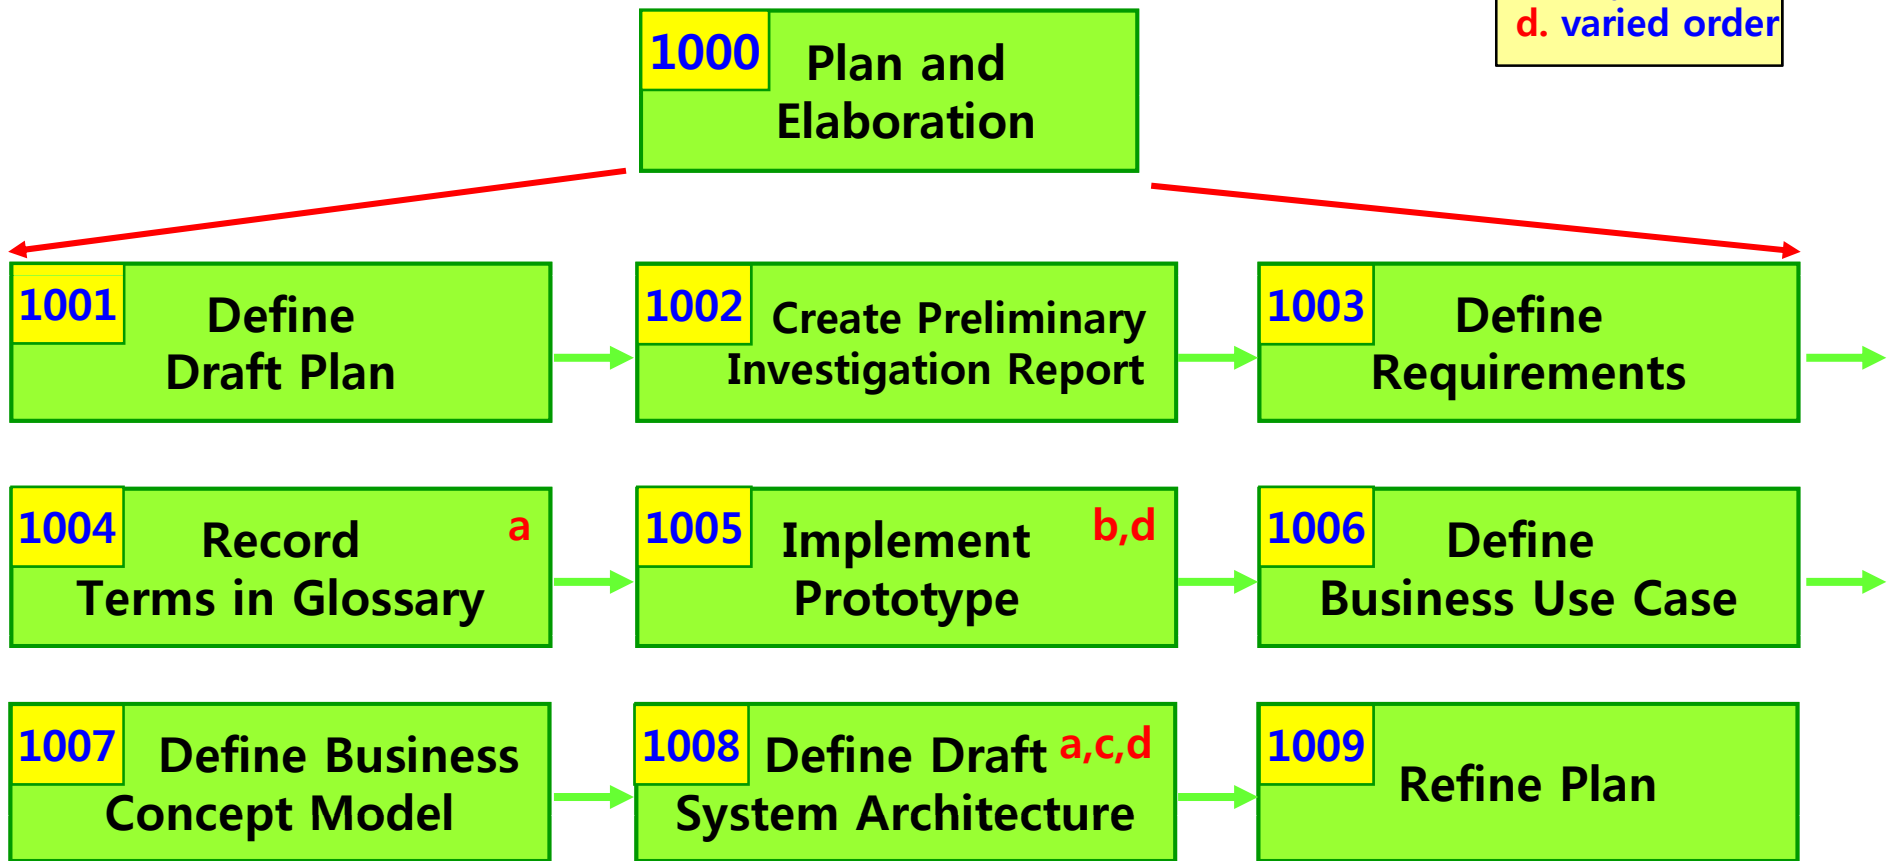 d. varied order
1000
Plan and
Elaboration
1001
Define
Draft Plan
1002
Create Preliminary
Investigation Report
1003
Define
Requirements
1004
Record
a
Terms in Glossary
1005
Implement
b,d
Prototype
1006
Define
Business Use Case
1007
Define Business
Concept Model
1008
Define Draft
a,c,d
System Architecture
1009
Refine Plan